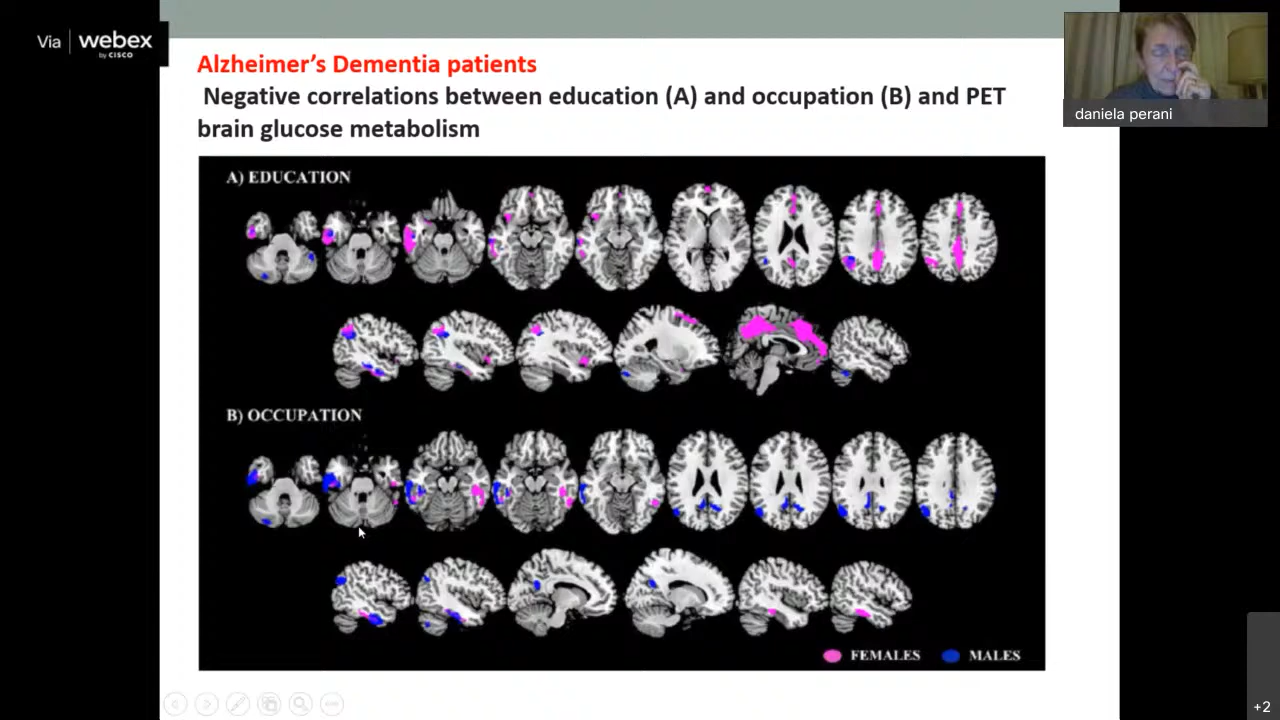 Via webex
by CISCO
Alzheimer's Dementia patients
Negative correlations between education (A) and occupation (B) and PET
brain glucose metabolism
daniela perani
A) EDUCATION
B) OCCUPATION
FEMALES MALES
+2